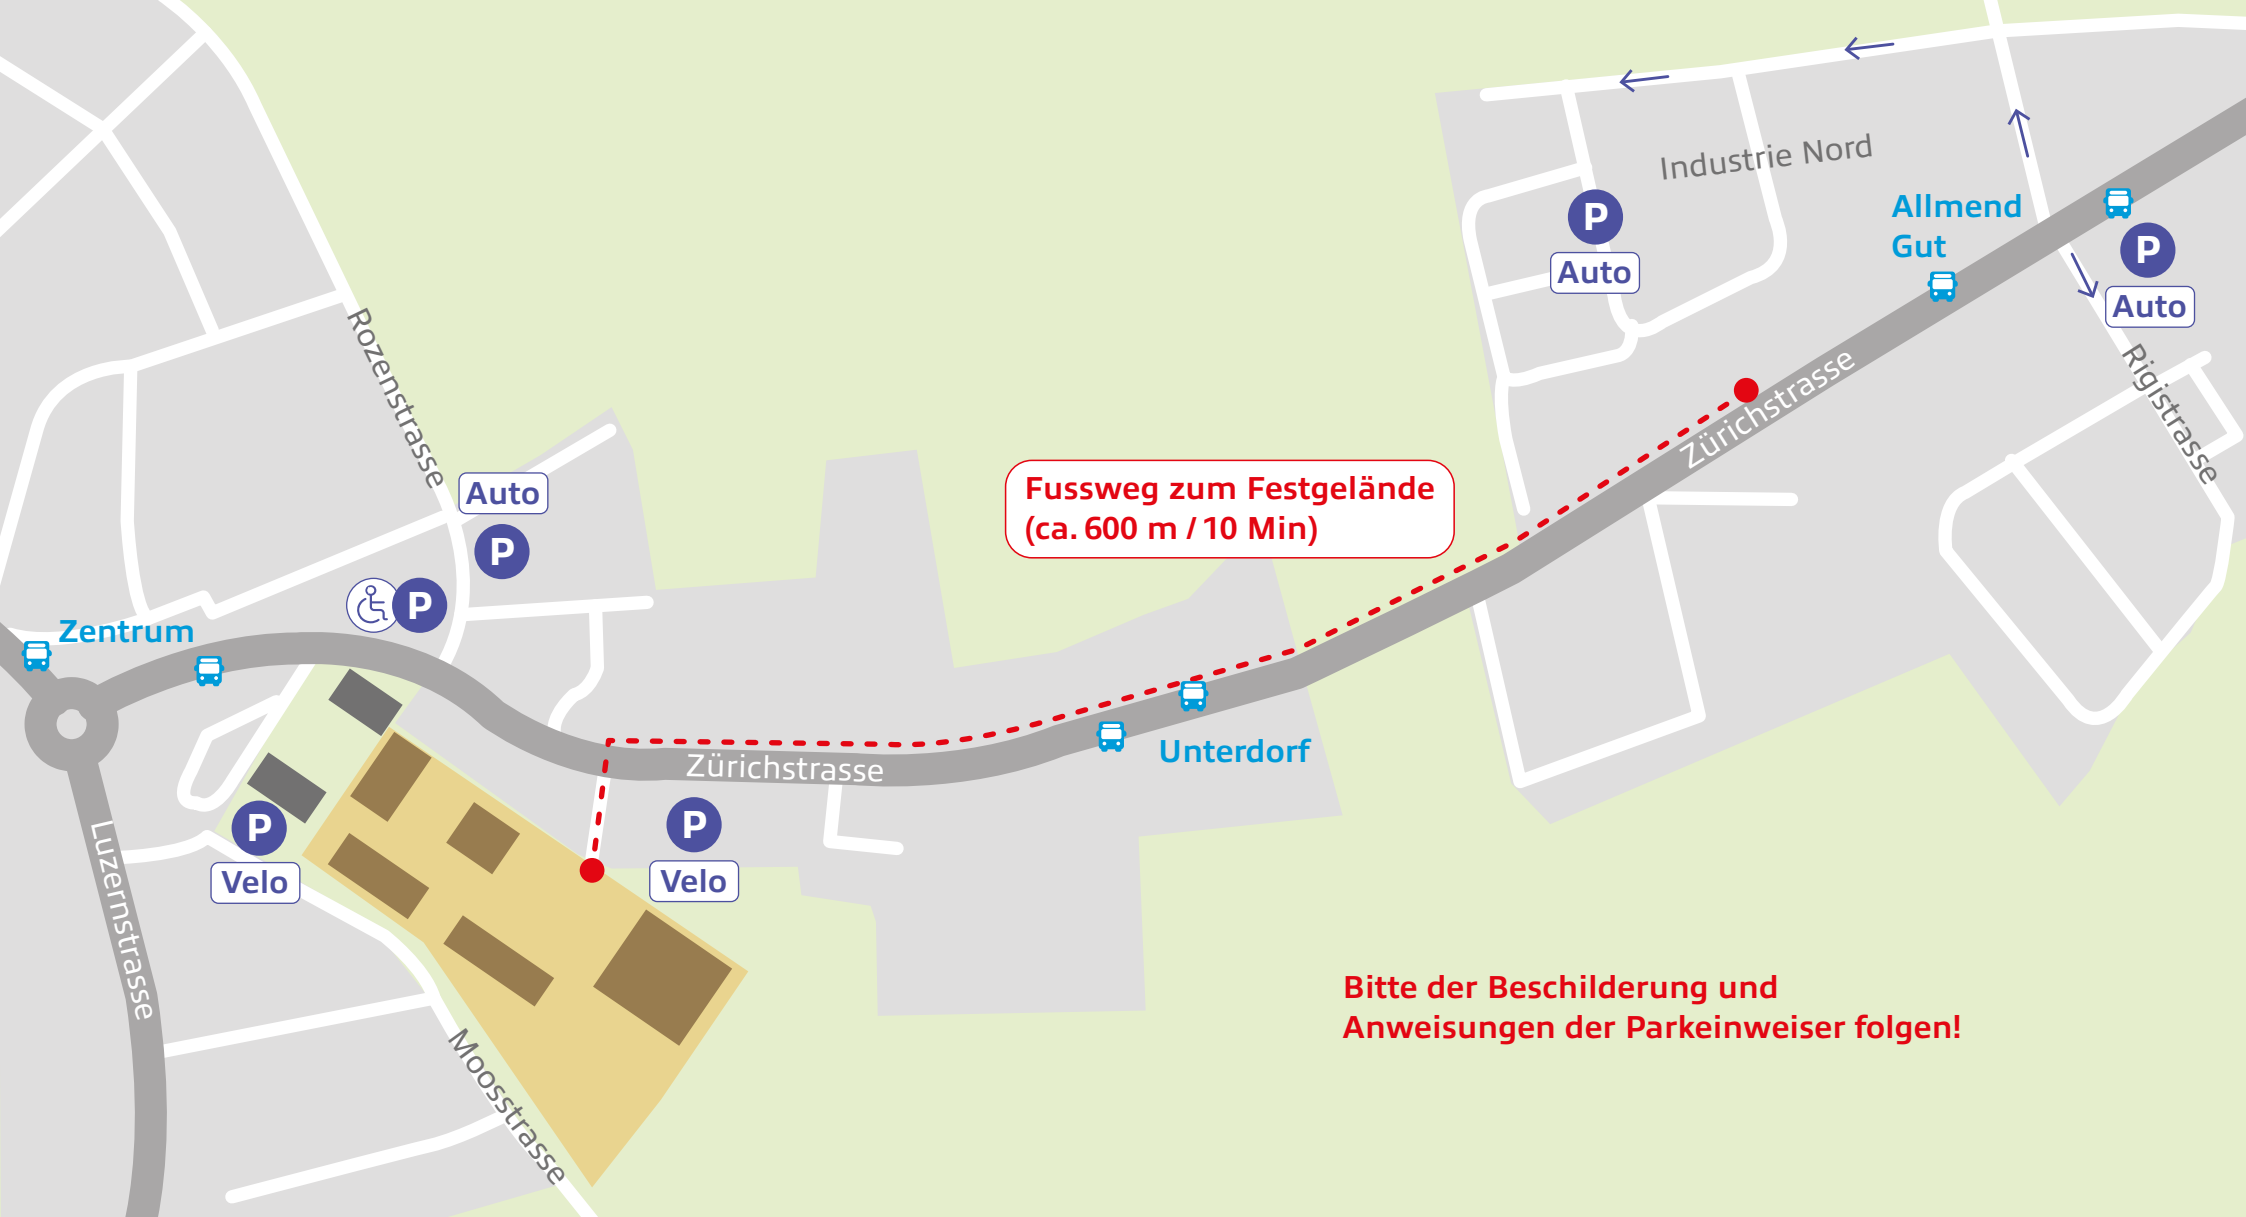 Industrie Nord
P
Auto
Allmend
Gut
P
Auto
Rigistrasse
Rozenstrasse
Zürichstrasse
Auto
P
Fussweg zum Festgelände
(ca. 600 m / 10 Min)
P
Zentrum
Unterdorf
Zürichstrasse
P
Velo
P
Velo
Luzernstrasse
Moosstrasse
Bitte der Beschilderung und
Anweisungen der Parkeinweiser folgen!